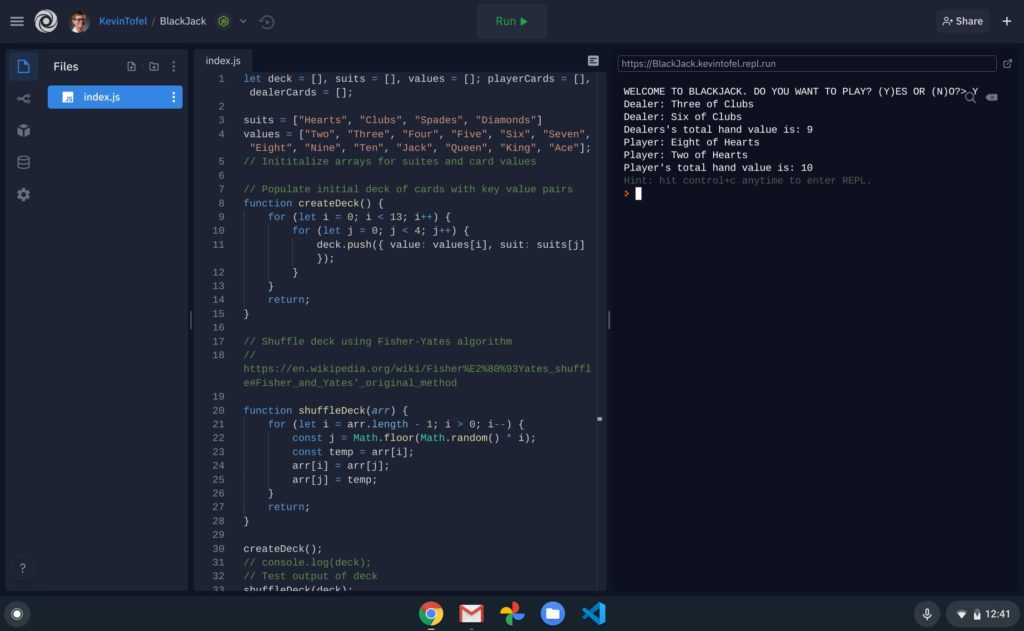 KevinTofel / BlackJack
Run
Share
Files
index.js
index.js
1 let deck = [], suits = [], values = []; playerCards = [],
dealerCards = [];
2
3 suits = ["Hearts", "Clubs", "Spades", "Diamonds"]
4 values = ["Two", "Three", "Four", "Five", "Six", "Seven",
"Eight", "Nine", "Ten", "Jack", "Queen", "King", "Ace"];
5 // Inititalize arrays for suites and card values
6
7 // Populate initial deck of cards with key value pairs
8 function createDeck() {
9 for (let i = 0; i < 13; i++) {
10 for (let j = 0; j < 4; j++) {
11 deck.push({ value: values[i], suit: suits[j]
});
12 }
13 }
14 return;
15 }
16
17 // Shuffle deck using Fisher-Yates algorithm
18 //
https://en.wikipedia.org/wiki/Fisher%E2%80%93Yates_shuffl
e#Fisher_and_Yates'_original_method
19
20 function shuffleDeck(arr) {
21 for (let i = arr.length - 1; i > 0; i--) {
22 const j = Math.floor(Math.random() * i);
23 const temp = arr[i];
24 arr[i] = arr[j];
25 arr[j] = temp;
26 }
27 return;
28 }
29
30 createDeck();
31 // console.log(deck);
32 // Test output of deck
33 shuffleDeck(deck);
https://BlackJack.kevintofel.repl.run
WELCOME TO BLACKJACK. DO YOU WANT TO PLAY? (Y)ES OR (N)O?> Y
Dealer: Three of Clubs
Dealer: Six of Clubs
Dealers's total hand value is: 9
Player: Eight of Hearts
Player: Two of Hearts
Player's total hand value is: 10
Hint: hit control+c anytime to enter REPL.
>
?
12:41